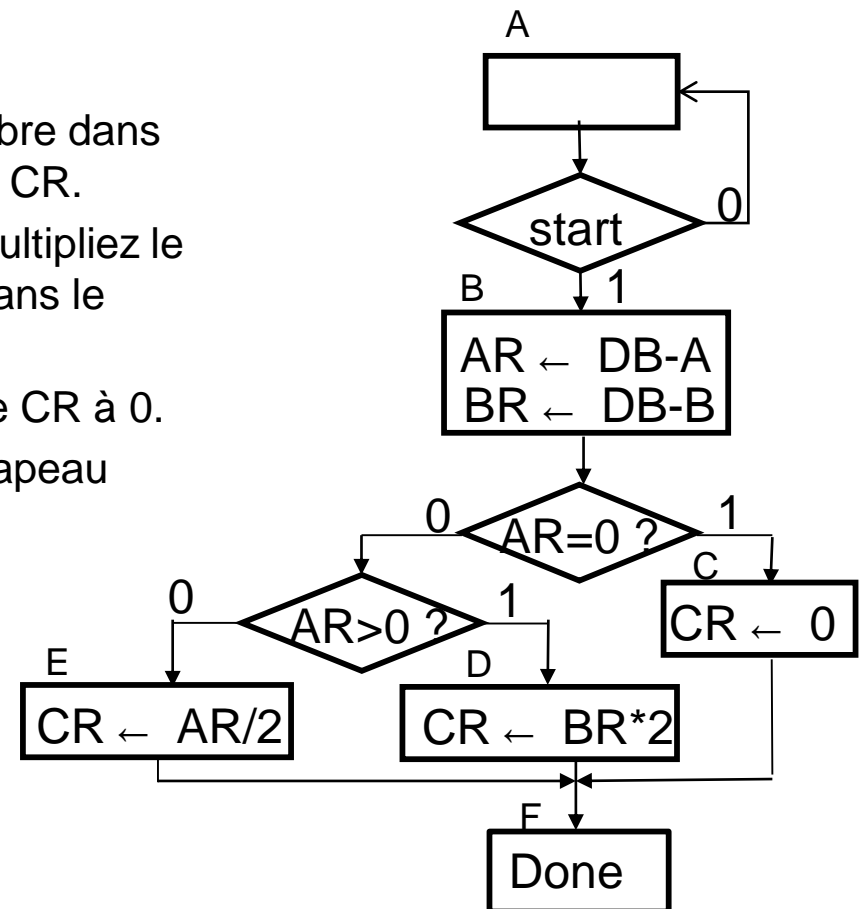 bre dans
CR.
ultipliez le
ans le
e CR à 0.
apeau
A
start
0
1
B
AR ← DB-A
BR ← DB-B
AR=0 ?
0
1
C
CR ← 0
AR>0 ?
0
1
E
CR ← AR/2
D
CR ← BR*2
F
Done